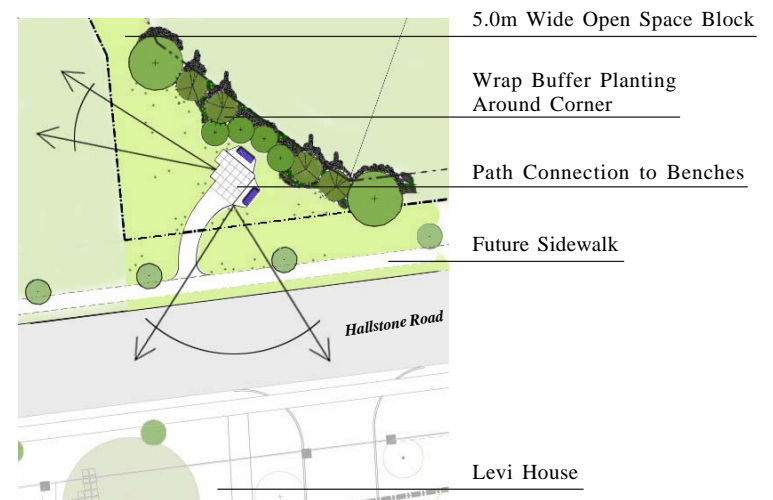 5.0m Wide Open Space Block
Wrap Buffer Planting
Around Corner
Path Connection to Benches
Future Sidewalk
Hallstone Road
Levi House